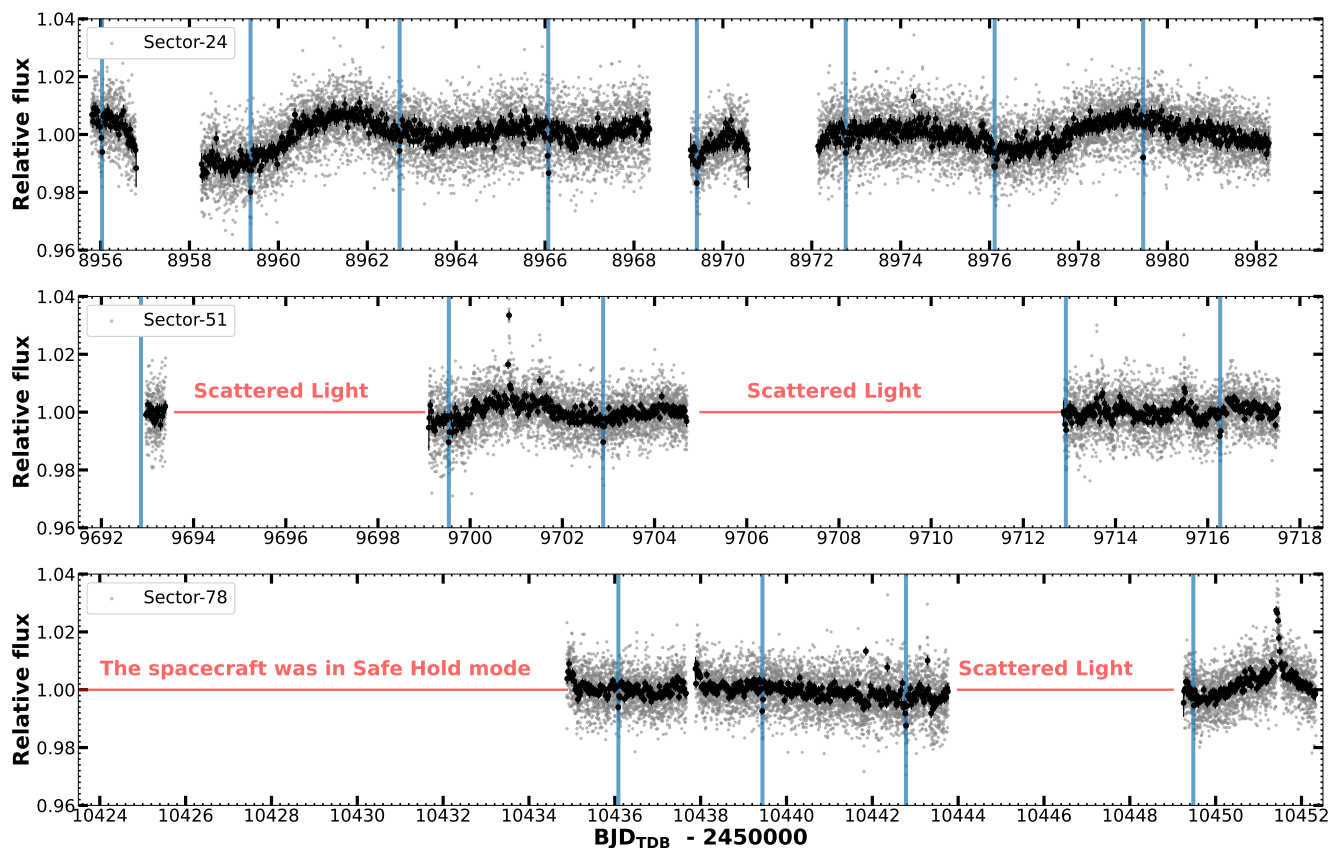 1.04
Sector-24
1.02
1.00
0.98
0.96
Relative flux
8956 8958 8960 8962 8964 8966 8968 8970 8972 8974 8976 8978 8980 8982
1.04
Sector-51
1.02
Scattered Light Scattered Light
1.00
0.98
0.96
Relative flux
9692 9694 9696 9698 9700 9702 9704 9706 9708 9710 9712 9714 9716 9718
1.04
Sector-78
1.02
The spacecraft was in Safe Hold mode Scattered Light
1.00
0.98
0.96
Relative flux
10424 10426 10428 10430 10432 10434 10436 10438 10440 10442 10444 10446 10448 10450 10452
BJD_TDB - 2450000